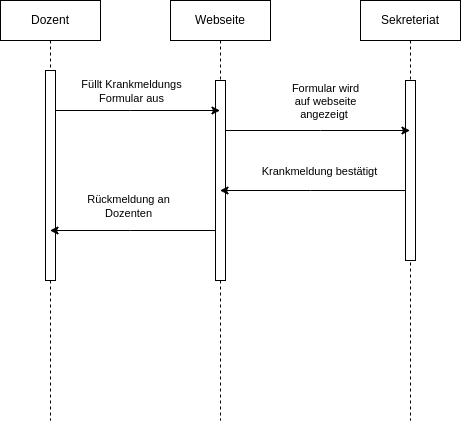 Dozent
Webseite
Sekreteriat
Füllt Krankmeldungs
Formular aus
Formular wird
auf webseite
angezeigt
Krankmeldung bestätigt
Rückmeldung an
Dozenten